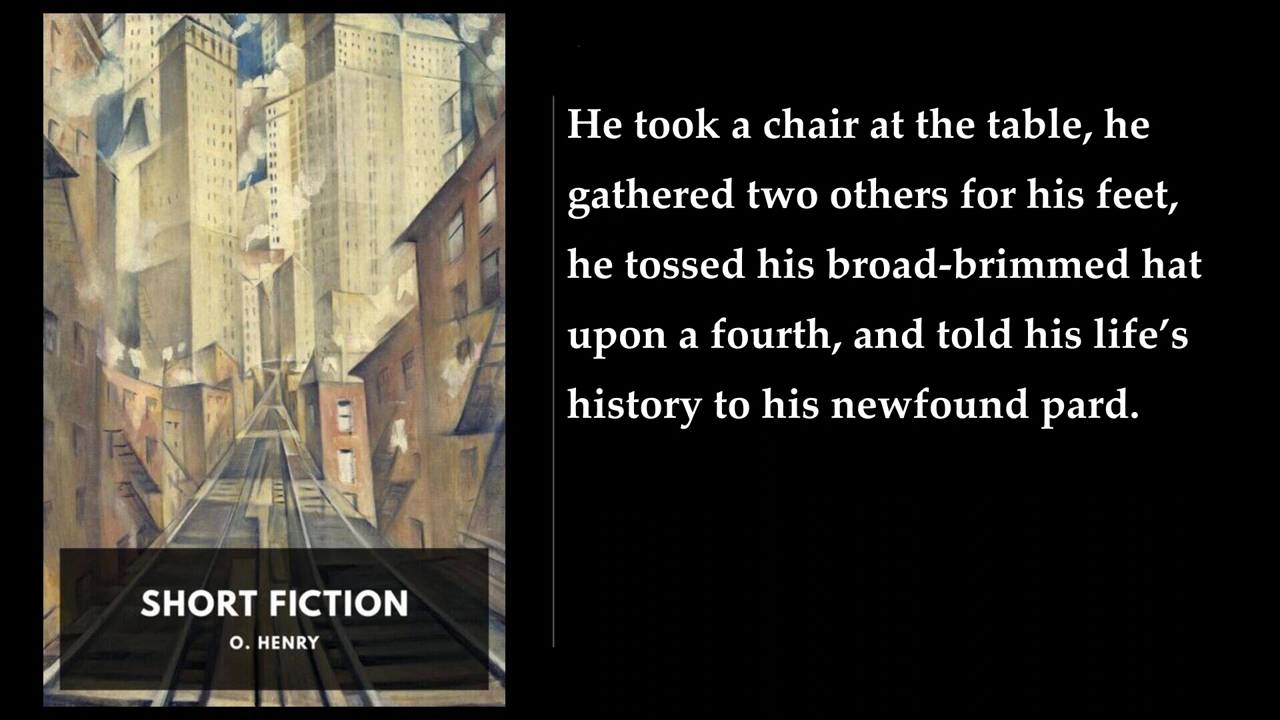 He took a chair at the table, he
gathered two others for his feet,
he tossed his broad-brimmed hat
upon a fourth, and told his life’s
history to his newfound pard.
SHORT FICTION
O. HENRY